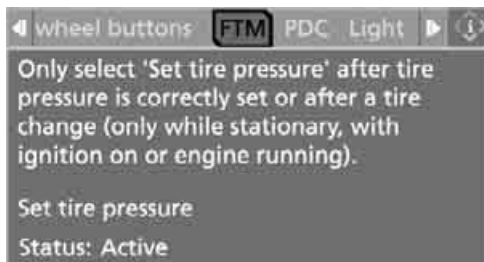 wheel buttons FTM PDC Light
Only select 'Set tire pressure' after tire
pressure is correctly set or after a tire
change (only while stationary, with
ignition on or engine running).
Set tire pressure
Status: Active